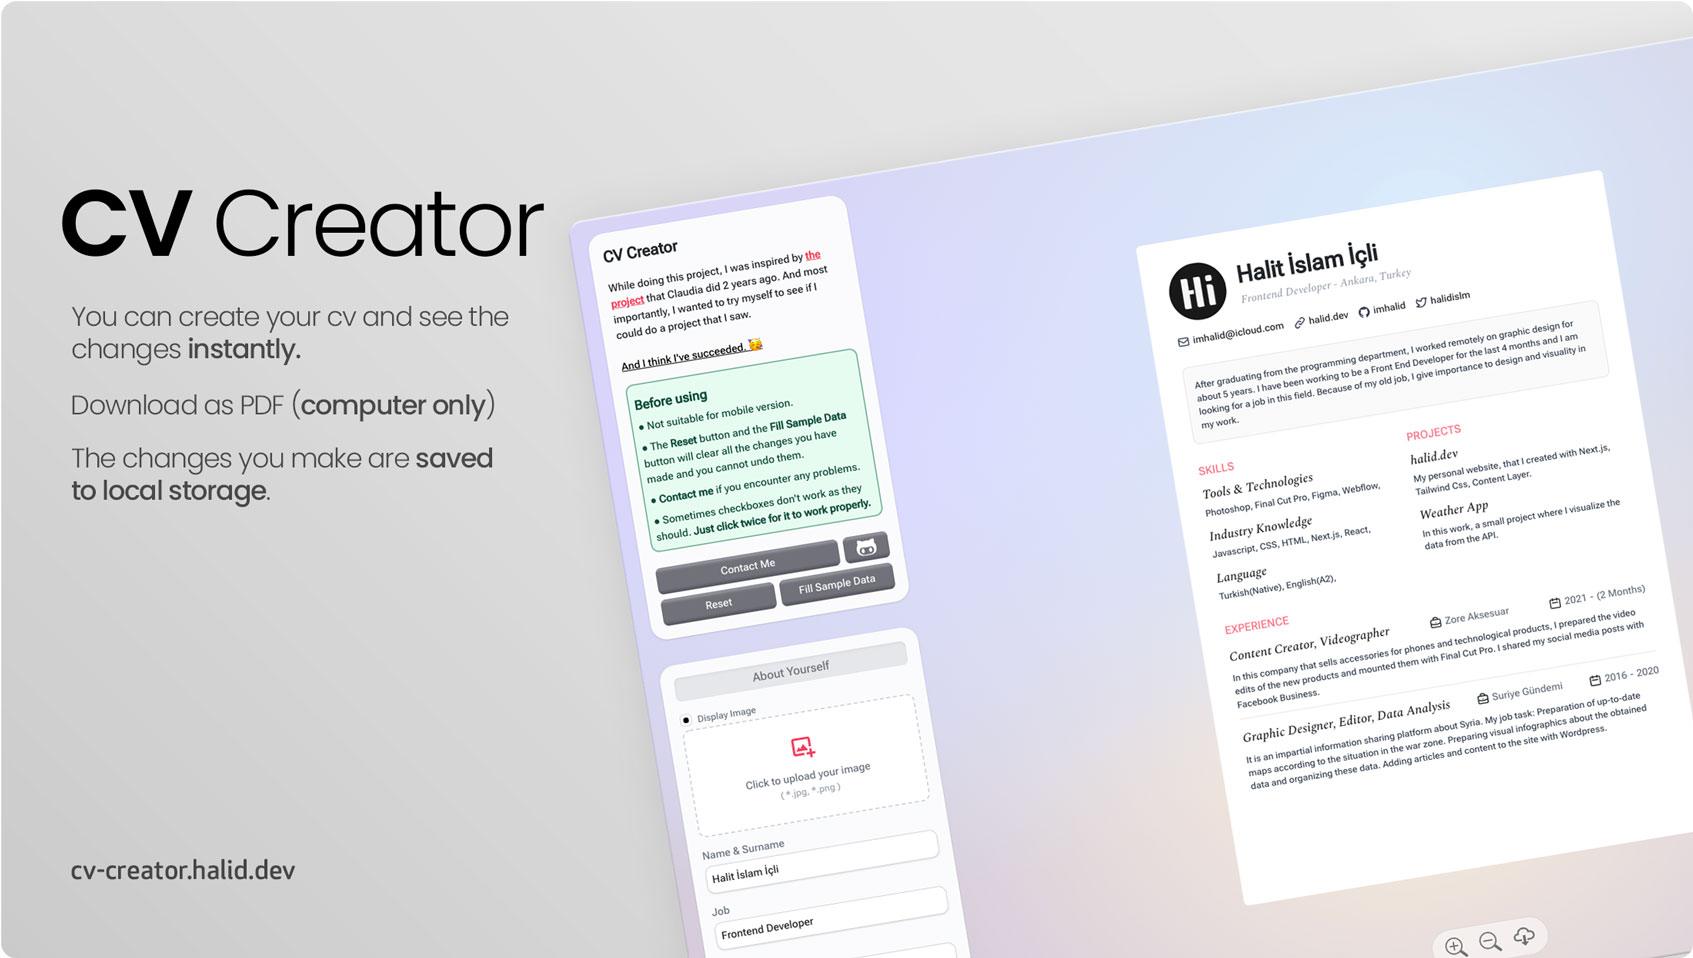 CV Creator
You can create your cv and see the
changes instantly.
Download as PDF (computer only)
The changes you make are saved
to local storage.
cv-creator.halid.dev
CV Creator
While doing this project, I was inspired by the
project that Claudia did 2 years ago. And most
importantly, I wanted to try myself to see if I
could do a project that I saw.
And I think I've succeeded. 🥳
Before using
• Not suitable for mobile version.
• The Reset button and the Fill Sample Data
button will clear all the changes you have
made and you cannot undo them.
• Contact me if you encounter any problems.
• Sometimes checkboxes don't work as they
should. Just click twice for it to work properly.
Contact Me
Reset
Fill Sample Data
About Yourself
Display Image
Click to upload your image
( *.jpg, *.png )
Name & Surname
Halit İslam İçli
Job
Frontend Developer
Hi
Halit İslam İçli
Frontend Developer - Ankara, Turkey
imhalid@icloud.com halid.dev imhalid halidislm
After graduating from the programming department, I worked remotely on graphic design for
about 5 years. I have been working to be a Front End Developer for the last 4 months and I am
looking for a job in this field. Because of my old job, I give importance to design and visuality in
my work.
SKILLS
Tools & Technologies
Photoshop, Final Cut Pro, Figma, Webflow,
Industry Knowledge
Javascript, CSS, HTML, Next.js, React,
Language
Turkish(Native), English(A2),
PROJECTS
halid.dev
My personal website, that I created with Next.js,
Tailwind Css, Content Layer.
Weather App
In this work, a small project where I visualize the
data from the API.
EXPERIENCE
Content Creator, Videographer Zore Aksesuar 2021 - (2 Months)
In this company that sells accessories for phones and technological products, I prepared the video
edits of the new products and mounted them with Final Cut Pro. I shared my social media posts with
Facebook Business.
Graphic Designer, Editor, Data Analysis Suriye Gündemi 2016 - 2020
It is an impartial information sharing platform about Syria. My job task: Preparation of up-to-date
maps according to the situation in the war zone. Preparing visual infographics about the obtained
data and organizing these data. Adding articles and content to the site with Wordpress.